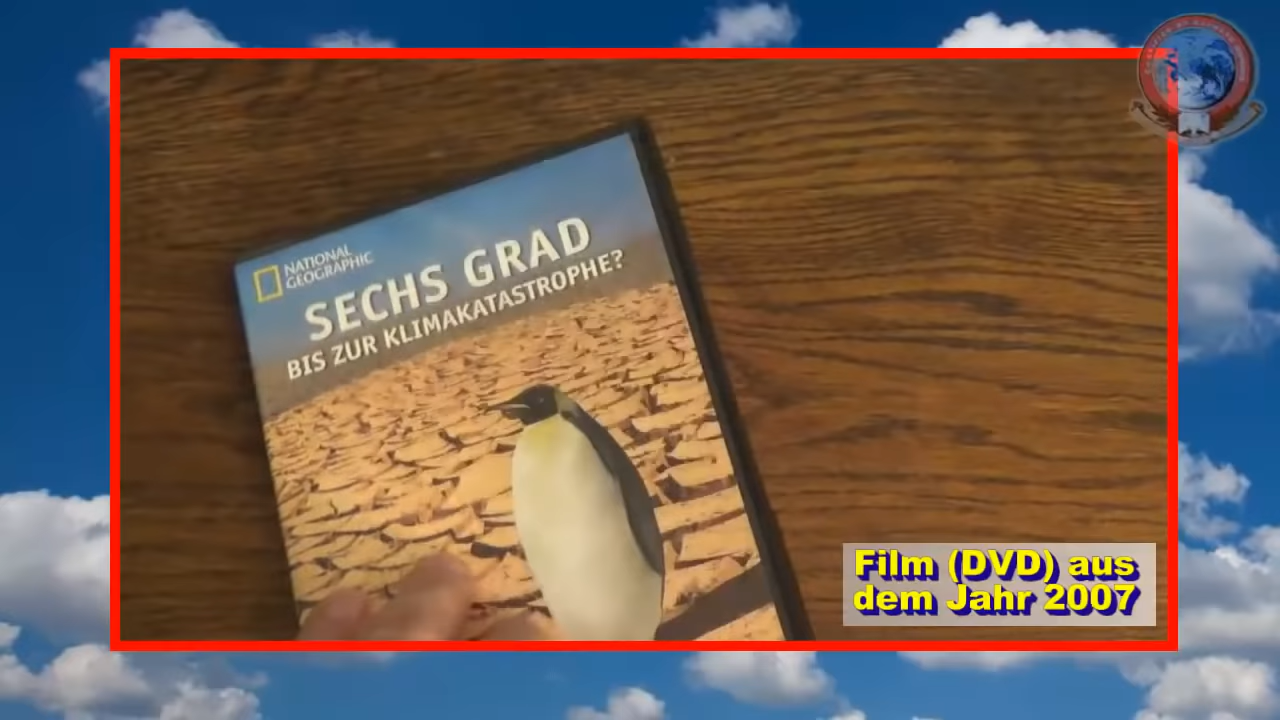 NATIONAL
GEOGRAPHIC
SECHS GRAD
BIS ZUR KLIMAKATASTROPHE?
Film (DVD) aus
dem Jahr 2007